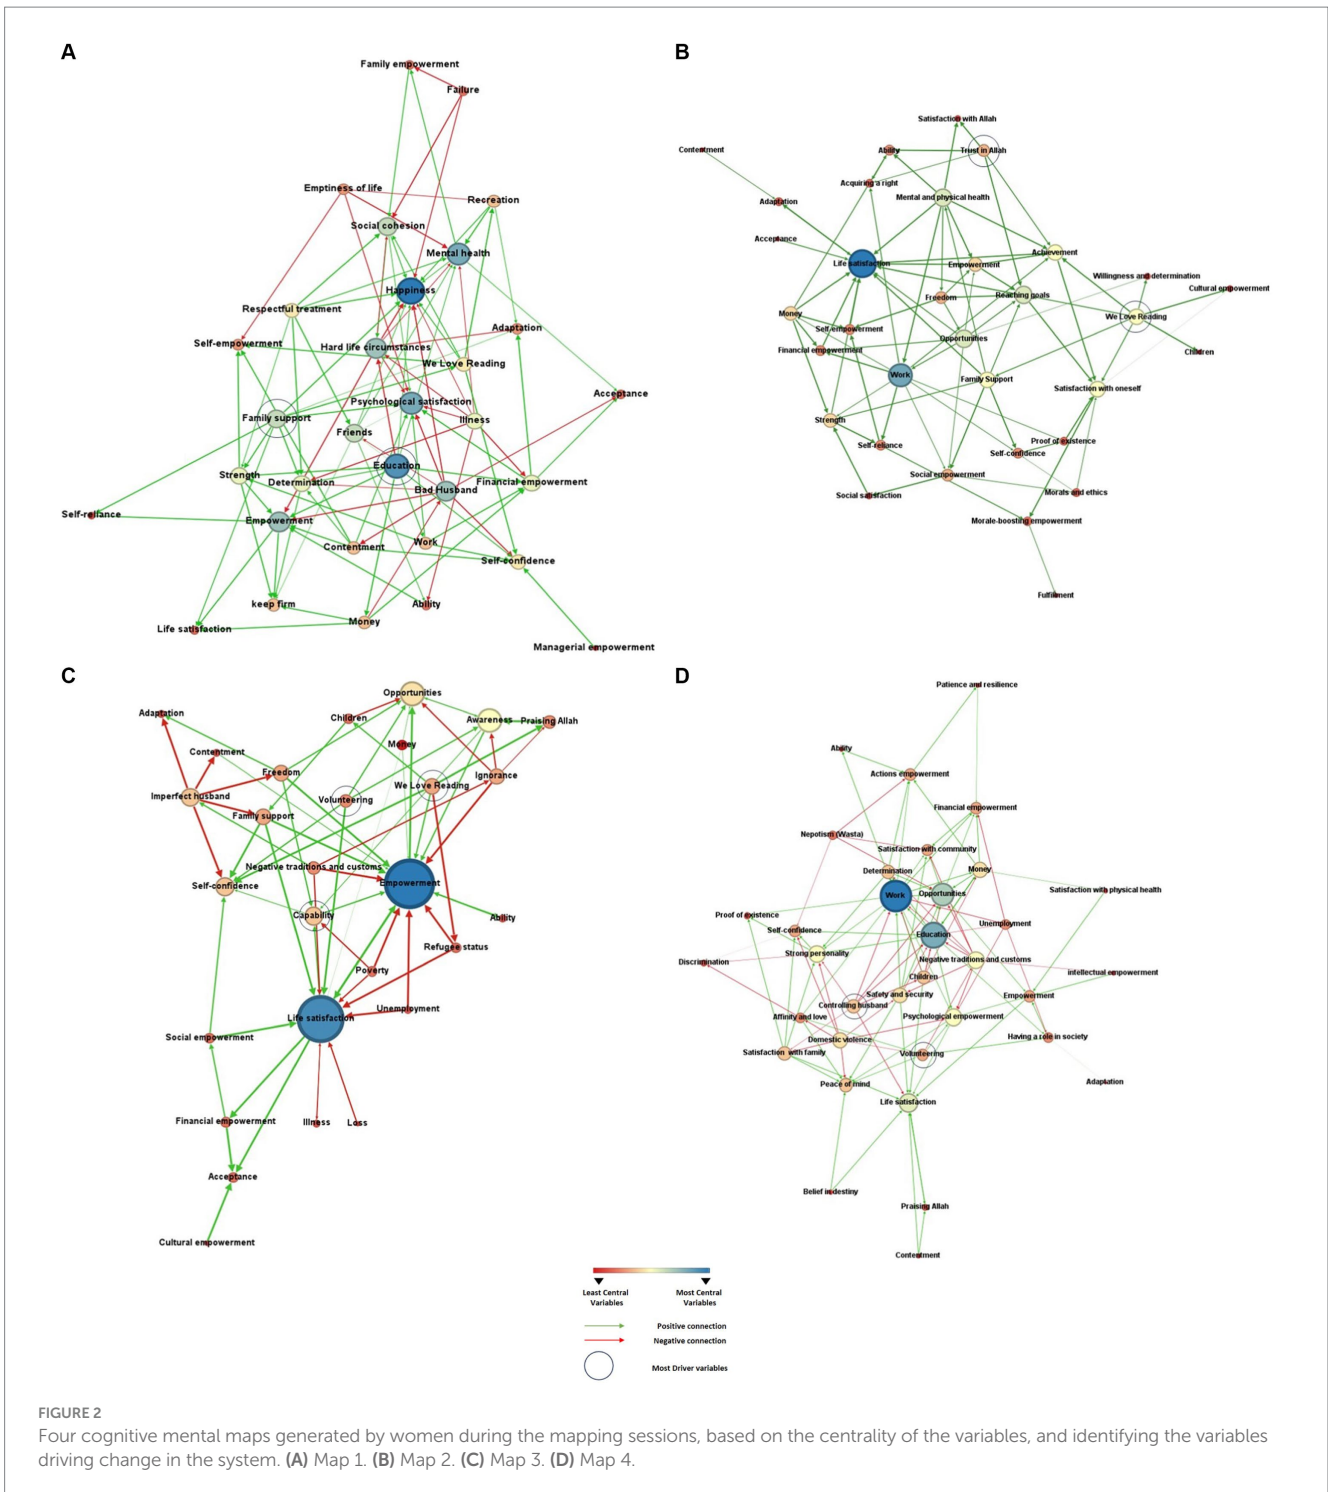 A
Family empowerment
Failure
Emptiness of life
Recreation
Social cohesion
Mental health
Happiness
Respectful treatment
Adaptation
Self-empowerment
Hard life circumstances
We Love Reading
Acceptance
Psychological satisfaction
Family support
Illness
Friends
Education
Strength
Determination
Financial empowerment
Bad Husband
Self-reliance
Empowerment
Contentment
Work
Self-confidence
keep firm
Ability
Money
Life satisfaction
Managerial empowerment
B
Satisfaction with Allah
Contentment
Ability
Trust in Allah
Acquiring a right
Mental and physical health
Adaptation
Acceptance
Achievement
Life satisfaction
Empowerment
Willingness and determination
Cultural empowerment
Freedom
Reaching goals
Money
We Love Reading
Self-empowerment
Opportunities
Financial empowerment
Children
Work
Family Support
Satisfaction with oneself
Strength
Proof of existence
Self-reliance
Self-confidence
Social empowerment
Social satisfaction
Morals and ethics
Morale-boosting empowerment
Fulfilment
C
Opportunities
Adaptation
Children
Awareness
Praising Allah
Money
Contentment
Freedom
Ignorance
We Love Reading
Imperfect husband
Volunteering
Family support
Negative traditions and customs
Self-confidence
Empowerment
Capability
Ability
Refugee status
Poverty
Unemployment
Life satisfaction
Social empowerment
Financial empowerment
Illness
Loss
Acceptance
Cultural empowerment
D
Patience and resilience
Ability
Actions empowerment
Financial empowerment
Nepotism (Wasta)
Satisfaction with community
Determination
Money
Work
Opportunities
Satisfaction with physical health
Proof of existence
Unemployment
Self-confidence
Education
Strong personality
Negative traditions and customs
Discrimination
Children
intellectual empowerment
Safety and security
Empowerment
Controlling husband
Affinity and love
Psychological empowerment
Domestic violence
Having a role in society
Satisfaction with family
Volunteering
Adaptation
Peace of mind
Life satisfaction
Belief in destiny
Praising Allah
Contentment
Least Central
Variables
Most Central
Variables
Positive connection
Negative connection
Most Driver variables
FIGURE 2
Four cognitive mental maps generated by women during the mapping sessions, based on the centrality of the variables, and identifying the variables
driving change in the system. (A) Map 1. (B) Map 2. (C) Map 3. (D) Map 4.